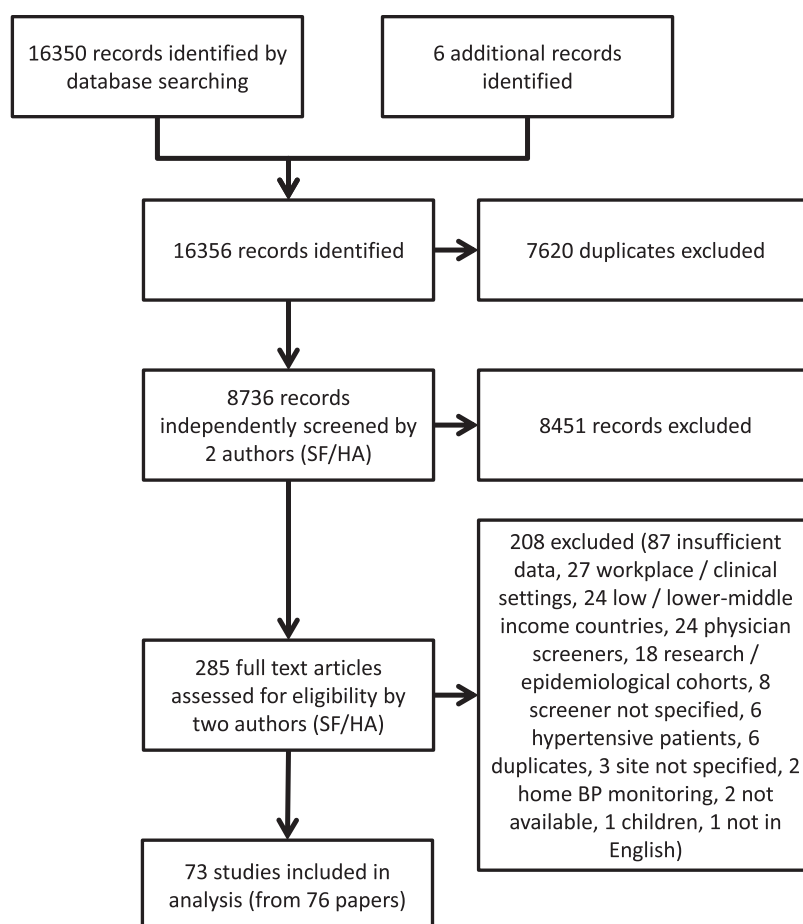 16350 records identified by
database searching
6 additional records
identified
16356 records identified
7620 duplicates excluded
8736 records
independently screened by
2 authors (SF/HA)
8451 records excluded
285 full text articles
assessed for eligibility by
two authors (SF/HA)
208 excluded (87 insufficient
data, 27 workplace / clinical
settings, 24 low / lower-middle
income countries, 24 physician
screeners, 18 research /
epidemiological cohorts, 8
screener not specified, 6
hypertensive patients, 6
duplicates, 3 site not specified, 2
home BP monitoring, 2 not
available, 1 children, 1 not in
English)
73 studies included in
analysis (from 76 papers)